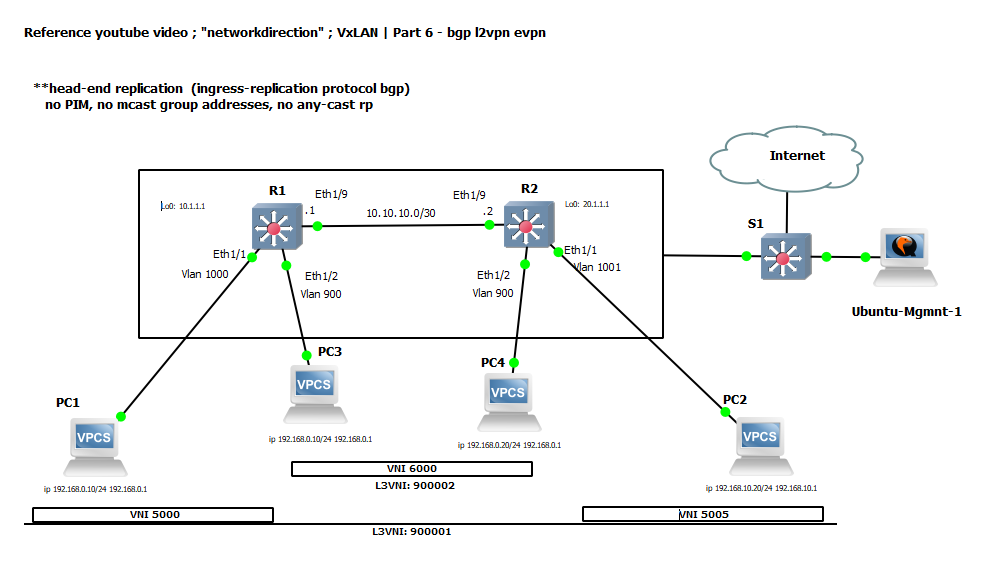 Reference youtube video ; "networkdirection" ; VxLAN | Part 6 - bgp l2vpn evpn
**head-end replication (ingress-replication protocol bgp)
no PIM, no mcast group addresses, no any-cast rp
Internet
R1
R2
Eth1/9
Eth1/9
Lo0: 10.1.1.1
Lo0: 20.1.1.1
.1
10.10.10.0/30
.2
S1
Eth1/1
Eth1/1
Vlan 1000
Vlan 1001
Eth1/2
Eth1/2
Vlan 900
Vlan 900
Ubuntu-Mgmnt-1
PC3
PC4
VPCS
VPCS
PC1
PC2
VPCS
VPCS
ip 192.168.0.10/24 192.168.0.1
ip 192.168.0.20/24 192.168.0.1
VNI 6000
L3VNI: 900002
ip 192.168.0.10/24 192.168.0.1
ip 192.168.10.20/24 192.168.10.1
VNI 5000
VNI 5005
L3VNI: 900001